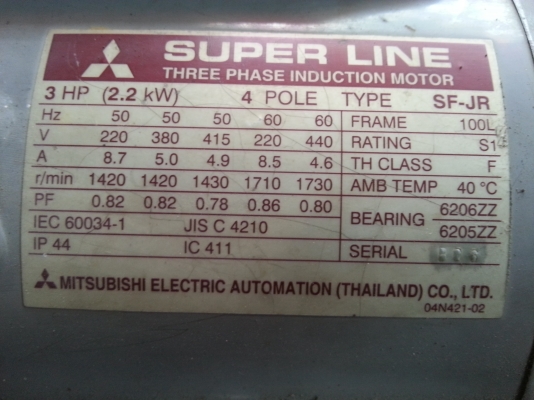 SUPER LINE
THREE PHASE INDUCTION MOTOR
3 HP (2.2 kW) 4 POLE TYPE SF-JR
Hz 50 50 50 60 60 FRAME 100L
V 220 380 415 220 440 RATING S1
A 8.7 5.0 4.9 8.5 4.6 TH CLASS F
r/min 1420 1420 1430 1710 1730 AMB TEMP 40 °C
PF 0.82 0.82 0.78 0.86 0.80 BEARING 6206ZZ
IEC 60034-1 JIS C 4210 6205ZZ
IP 44 IC 411 SERIAL
MITSUBISHI ELECTRIC AUTOMATION (THAILAND) CO., LTD.
04N421-02